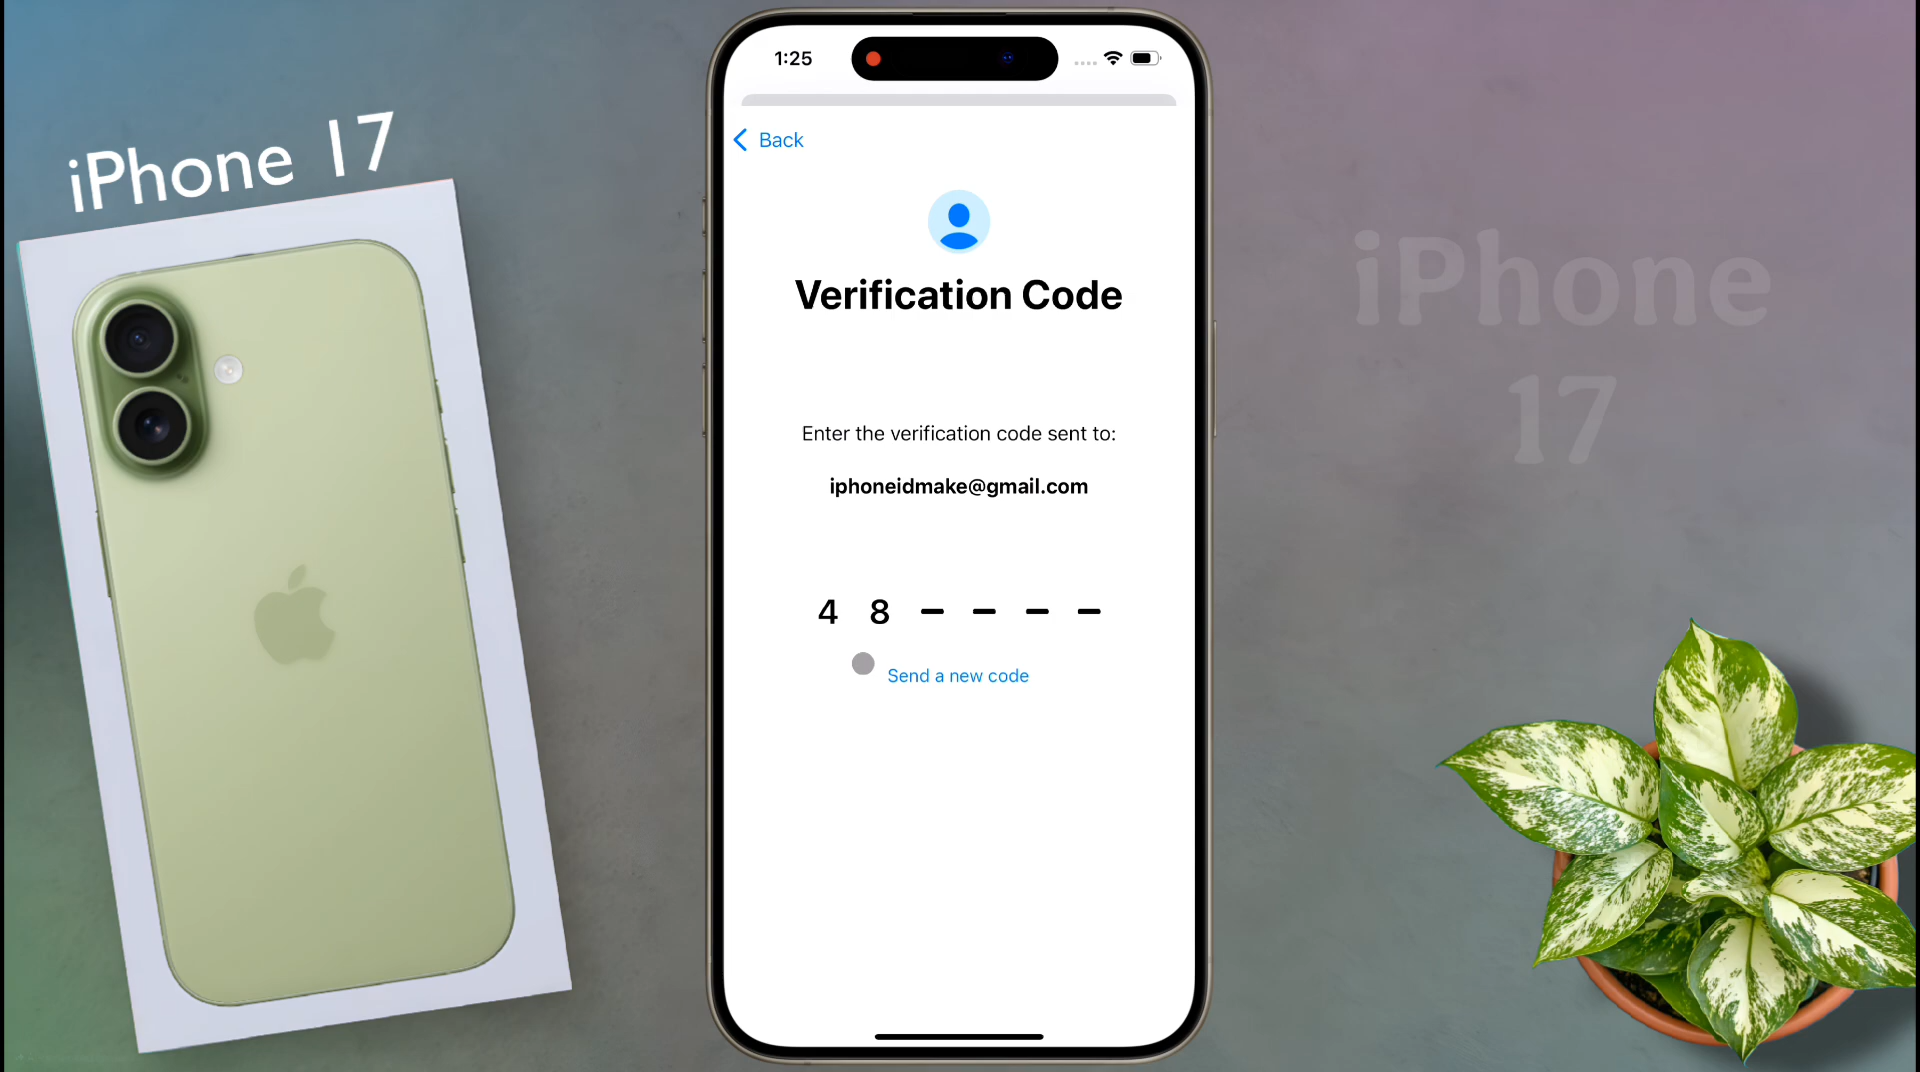 iPhone 17
1:25
Back
Verification Code
Enter the verification code sent to:
iphoneidmake@gmail.com
4 8 – – – –
Send a new code
iPhone
17